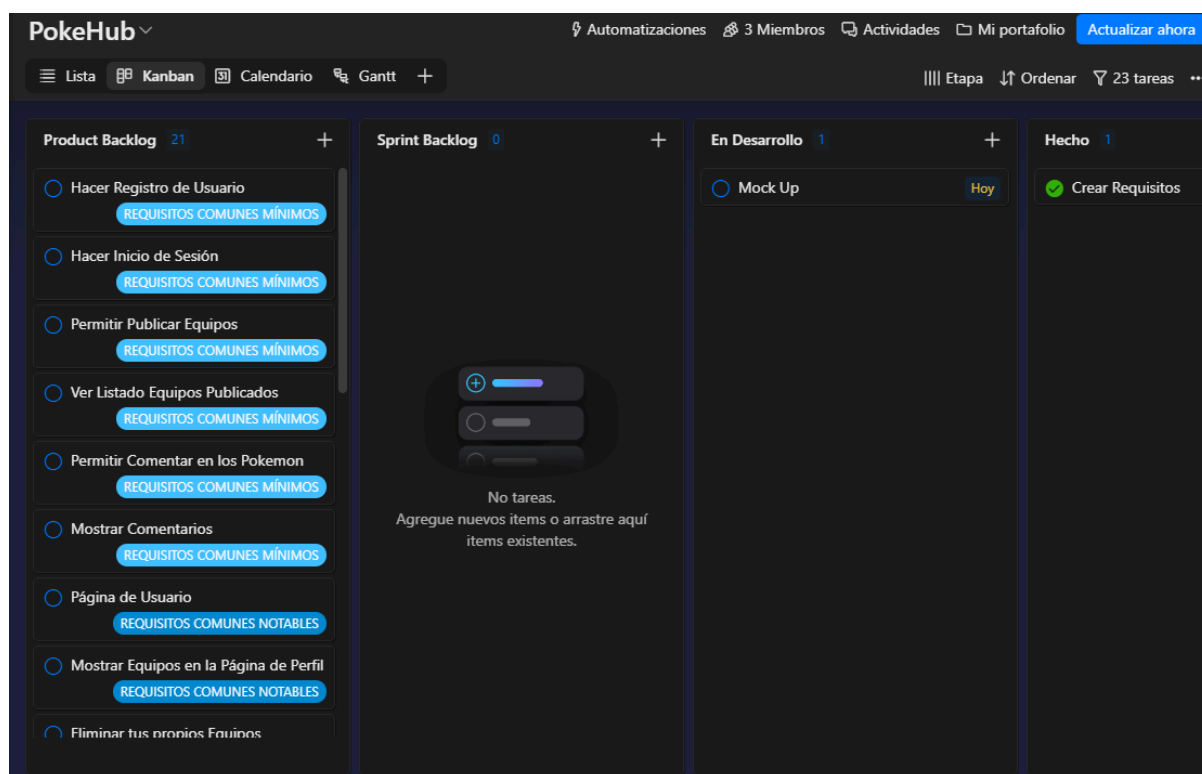 PokeHub
Automatizaciones 3 Miembros Actividades Mi portafolio Actualizar ahora
Lista Kanban 31 Calendario Gantt
Etapa Ordenar 23 tareas
Product Backlog 21
Hacer Registro de Usuario
REQUISITOS COMUNES MÍNIMOS
Hacer Inicio de Sesión
REQUISITOS COMUNES MÍNIMOS
Permitir Publicar Equipos
REQUISITOS COMUNES MÍNIMOS
Ver Listado Equipos Publicados
REQUISITOS COMUNES MÍNIMOS
Permitir Comentar en los Pokemon
REQUISITOS COMUNES MÍNIMOS
Mostrar Comentarios
REQUISITOS COMUNES MÍNIMOS
Página de Usuario
REQUISITOS COMUNES NOTABLES
Mostrar Equipos en la Página de Perfil
REQUISITOS COMUNES NOTABLES
Eliminar tus propios Equipos
Sprint Backlog 0
No tareas.
Agregue nuevos items o arrastre aquí
items existentes.
En Desarrollo 1
Mock Up Hoy
Hecho 1
Crear Requisitos